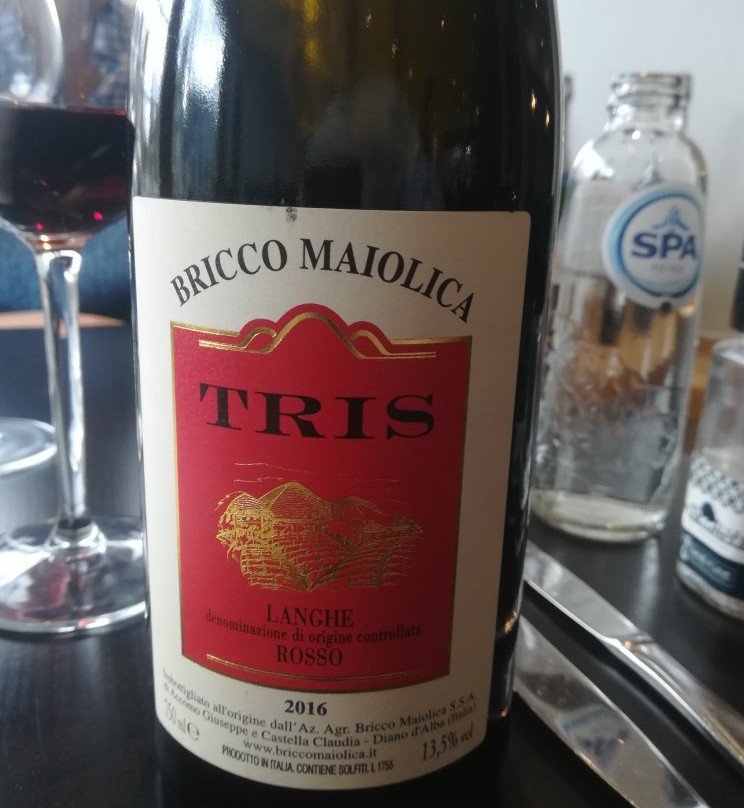 BRICCO MAIOLICA
TRIS
LANGHE
denominazione di origine controllata
ROSSO
2016
Imbottigliato all'origine dall'Az. Agr. Bricco Maiolica S.S.A.
di Accomo Giuseppe e Castella Claudia - Diano d'Alba (Italia)
www.briccomaiolica.it
750 ml e
13,5% vol
PRODOTTO IN ITALIA. CONTIENE SOLFITI. L 1755
SPA